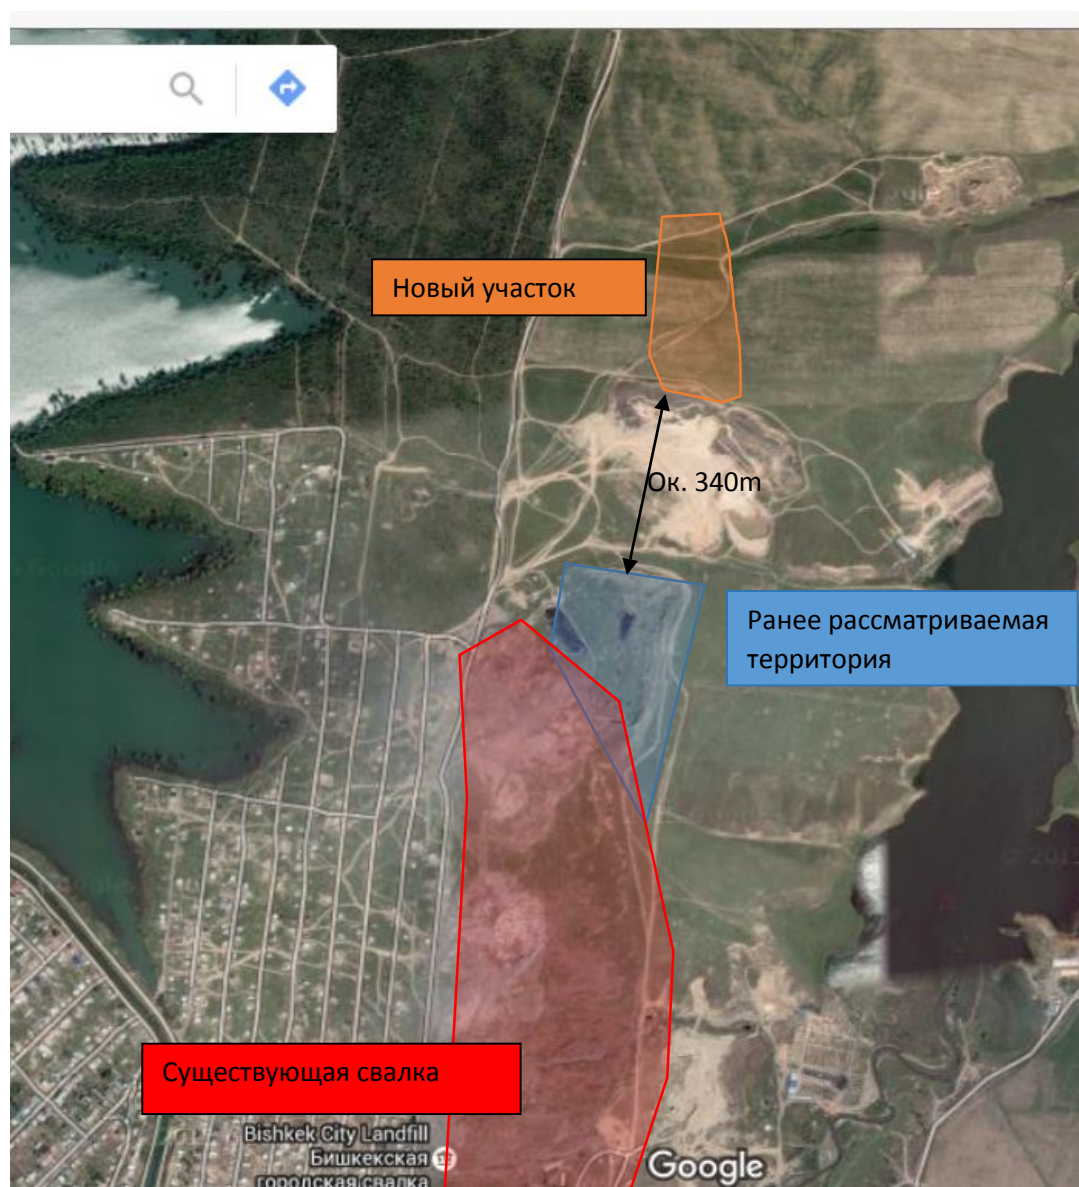 Новый участок
Ок. 340m
Ранее рассматриваемая
территория
Существующая свалка
Bishkek City Landfill
Бишкекская
городская свалка
Google